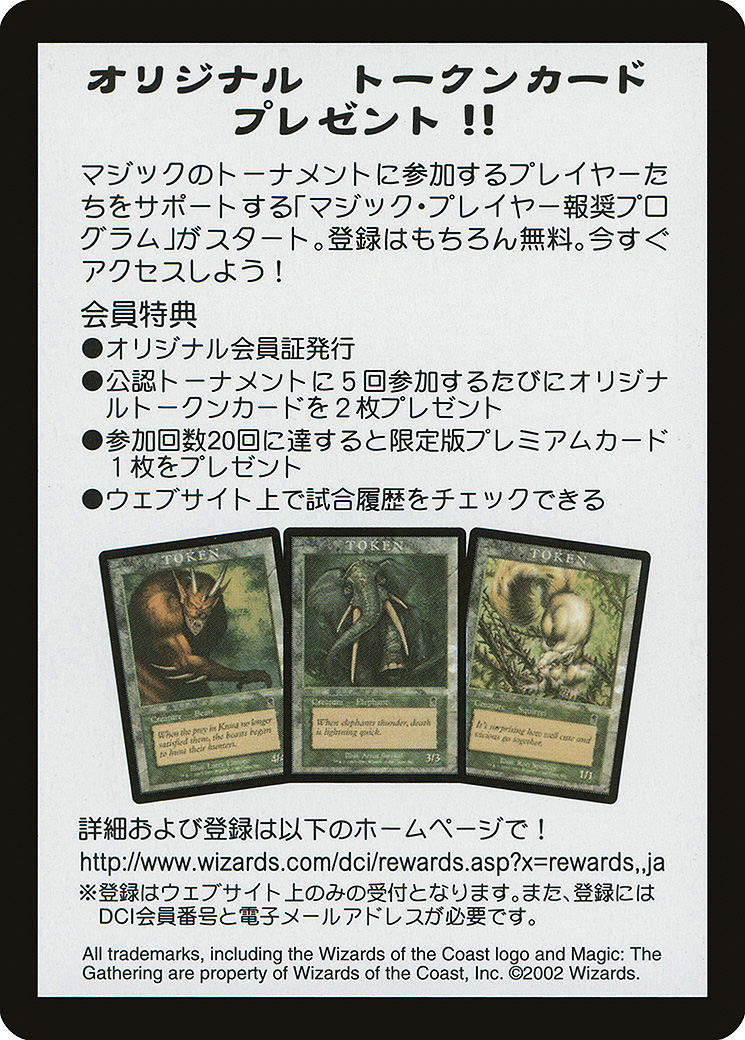 オリジナル　トークンカード
プレゼント!!
マジックのトーナメントに参加するプレイヤーた
ちをサポートする「マジック・プレイヤー報奨プロ
グラム」がスタート。登録はもちろん無料。今すぐ
アクセスしよう!
会員特典
●オリジナル会員証発行
●公認トーナメントに５回参加するたびにオリジナ
ルトークンカードを２枚プレゼント
●参加回数20回に達すると限定版プレミアムカード
１枚をプレゼント
●ウェブサイト上で試合履歴をチェックできる
TOKEN
Creature Beast
When the prey in Krosa no longer
satisfied them, the beasts began
to hunt their hunters.
4/4
TOKEN
Creature Elephant
When elephants thunder, death
is lightning quick.
3/3
TOKEN
Creature Squirrel
It's surprising how well cute and
vicious go together.
1/1
詳細および登録は以下のホームページで!
http://www.wizards.com/dci/rewards.asp?x=rewards,,ja
※登録はウェブサイト上のみの受付となります。また、登録には
DCI会員番号と電子メールアドレスが必要です。
All trademarks, including the Wizards of the Coast logo and Magic: The
Gathering are property of Wizards of the Coast, Inc. ©2002 Wizards.